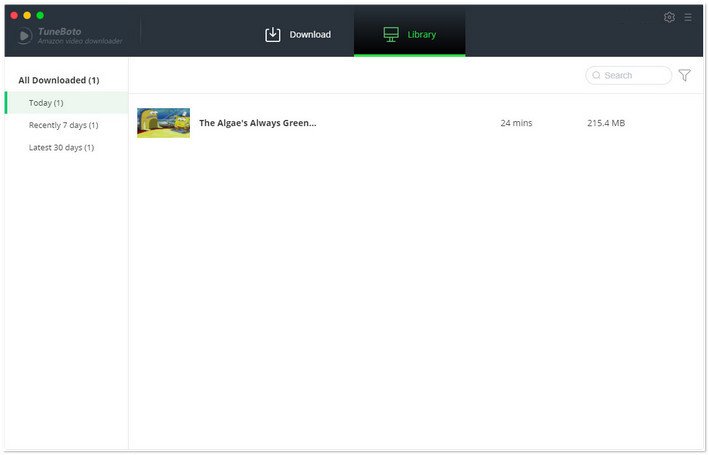 TuneBoto
Amazon video downloader
Download
Library
All Downloaded (1)
Today (1)
Recently 7 days (1)
Latest 30 days (1)
Search
The Algae's Always Green...
24 mins
215.4 MB